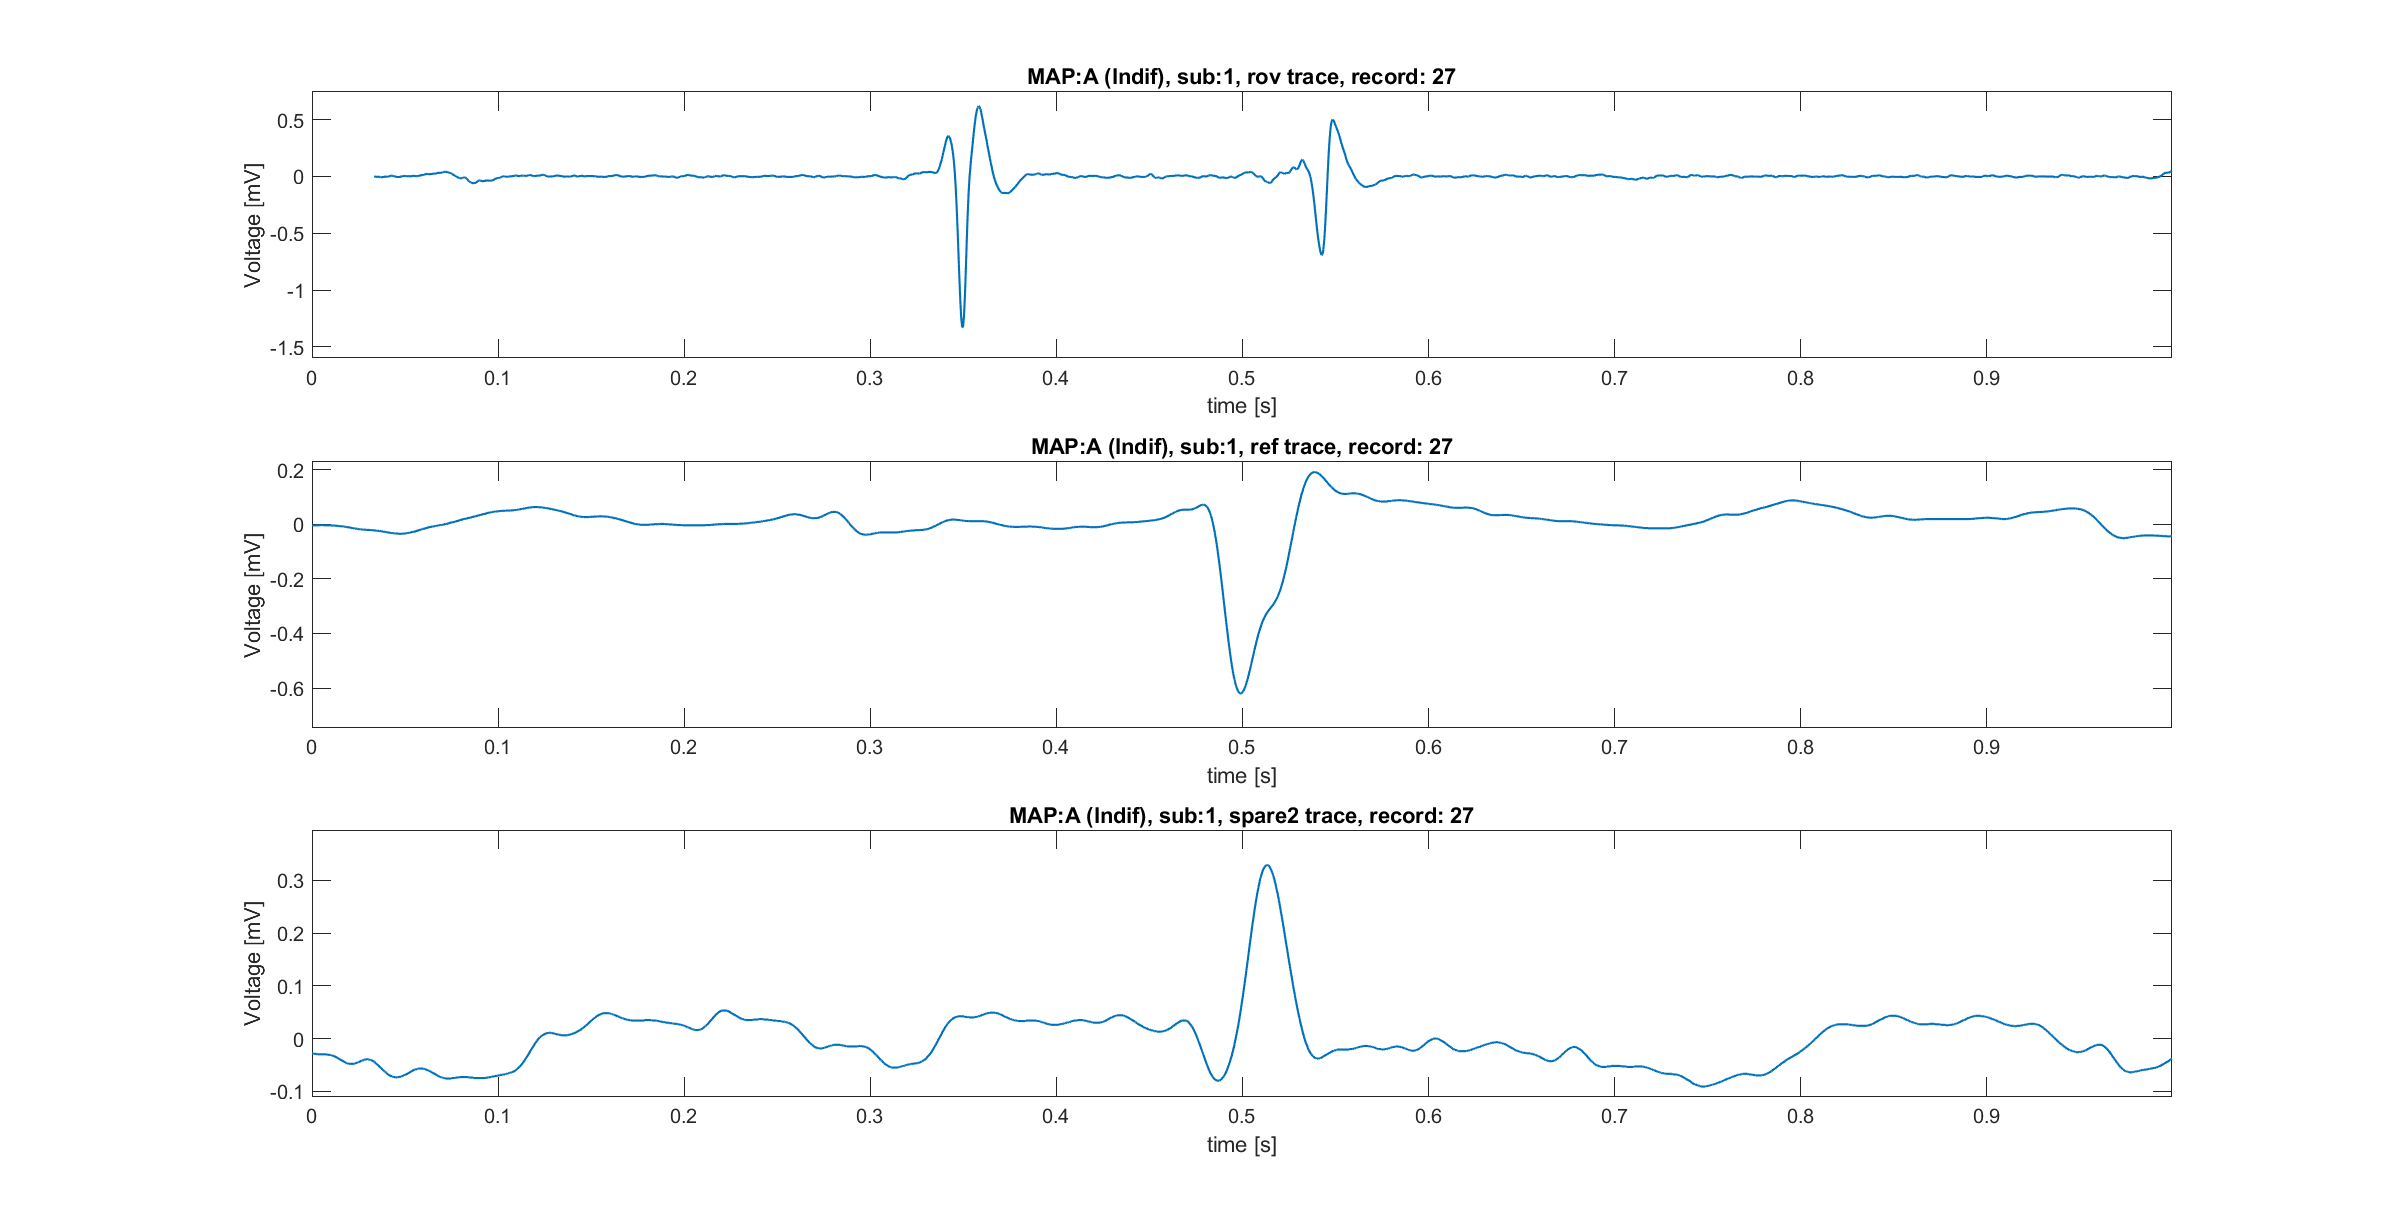 MAP:A (Indif), sub:1, rov trace, record: 27
Voltage [mV]
0.5
0
-0.5
-1
-1.5
0 0.1 0.2 0.3 0.4 0.5 0.6 0.7 0.8 0.9
time [s]
MAP:A (Indif), sub:1, ref trace, record: 27
Voltage [mV]
0.2
0
-0.2
-0.4
-0.6
0 0.1 0.2 0.3 0.4 0.5 0.6 0.7 0.8 0.9
time [s]
MAP:A (Indif), sub:1, spare2 trace, record: 27
Voltage [mV]
0.3
0.2
0.1
0
-0.1
0 0.1 0.2 0.3 0.4 0.5 0.6 0.7 0.8 0.9
time [s]